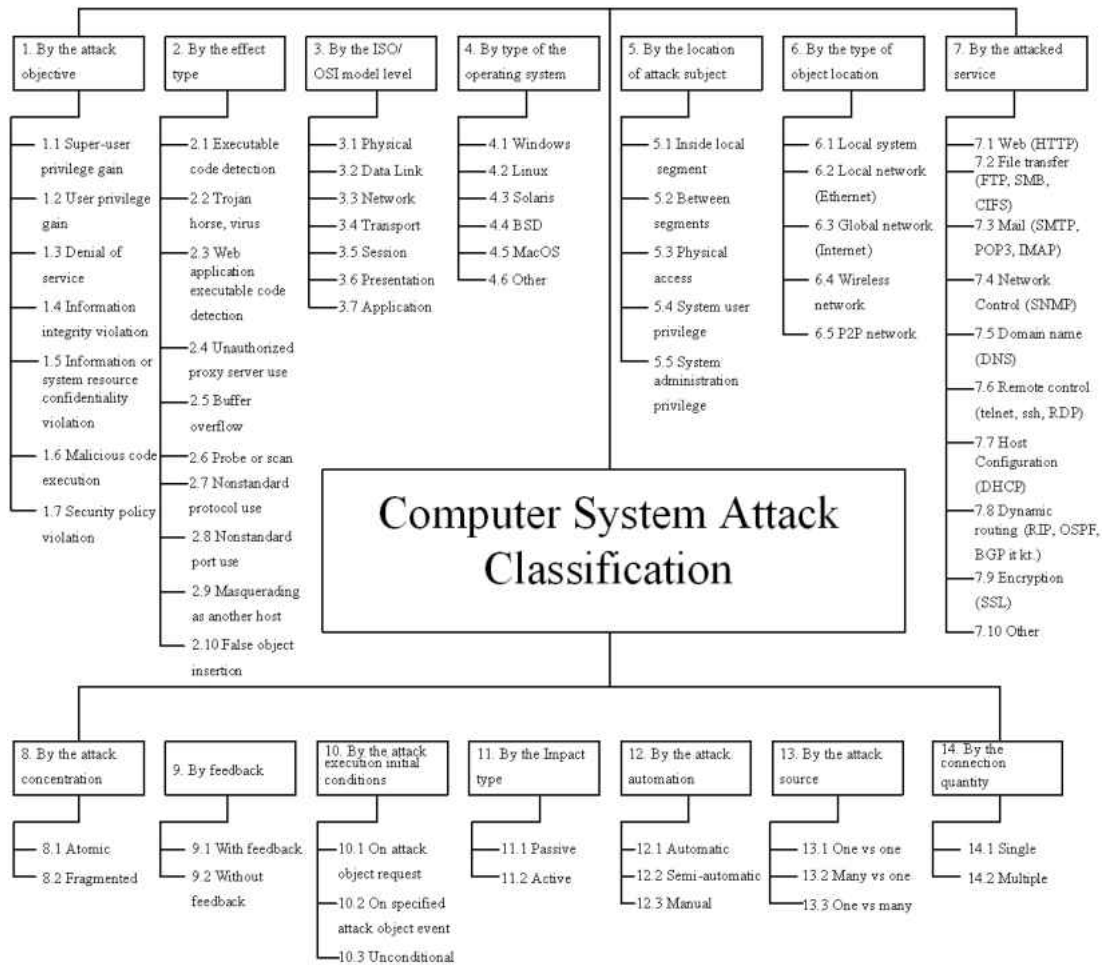 1. By the attack
objective
1.1 Super-user
privilege gain
1.2 User privilege
gain
1.3 Denial of
service
1.4 Information
integrity violation
1.5 Information or
system resource
confidentiality
violation
1.6 Malicious code
execution
1.7 Security policy
violation
2. By the effect
type
2.1 Executable
code detection
2.2 Trojan
horse, virus
2.3 Web
application
executable code
detection
2.4 Unauthorized
proxy server use
2.5 Buffer
overflow
2.6 Probe or scan
2.7 Nonstandard
protocol use
2.8 Nonstandard
port use
2.9 Masquerading
as another host
2.10 False object
insertion
3. By the ISO/
OSI model level
3.1 Physical
3.2 Data Link
3.3 Network
3.4 Transport
3.5 Session
3.6 Presentation
3.7 Application
4. By type of the
operating system
4.1 Windows
4.2 Linux
4.3 Solaris
4.4 BSD
4.5 MacOS
4.6 Other
5. By the location
of attack subject
5.1 Inside local
segment
5.2 Between
segments
5.3 Physical
access
5.4 System user
privilege
5.5 System
administration
privilege
6. By the type of
object location
6.1 Local system
6.2 Local network
(Ethernet)
6.3 Global network
(Internet)
6.4 Wireless
network
6.5 P2P network
7. By the attacked
service
7.1 Web (HTTP)
7.2 File transfer
(FTP, SMB,
CIFS)
7.3 Mail (SMTP,
POP3, IMAP)
7.4 Network
Control (SNMP)
7.5 Domain name
(DNS)
7.6 Remote control
(telnet, ssh, RDP)
7.7 Host
Configuration
(DHCP)
7.8 Dynamic
routing (RIP, OSPF,
BGP it kt.)
7.9 Encryption
(SSL)
7.10 Other
Computer System Attack
Classification
8. By the attack
concentration
8.1 Atomic
8.2 Fragmented
9. By feedback
9.1 With feedback
9.2 Without
feedback
10. By the attack
execution initial
conditions
10.1 On attack
object request
10.2 On specified
attack object event
10.3 Unconditional
11. By the Impact
type
11.1 Passive
11.2 Active
12. By the attack
automation
12.1 Automatic
12.2 Semi-automatic
12.3 Manual
13. By the attack
source
13.1 One vs one
13.2 Many vs one
13.3 One vs many
14. By the
connection
quantity
14.1 Single
14.2 Multiple